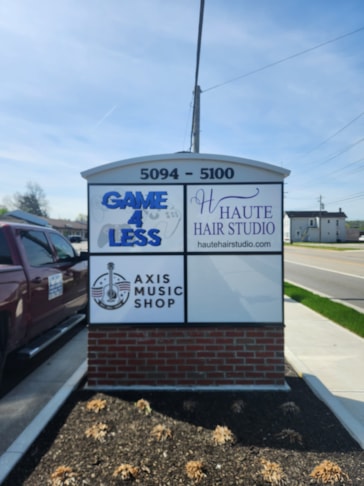 5094 - 5100
GAME
4
LESS
H
HAUTE
HAIR STUDIO
hautehairstudio.com
AXIS
MUSIC
SHOP